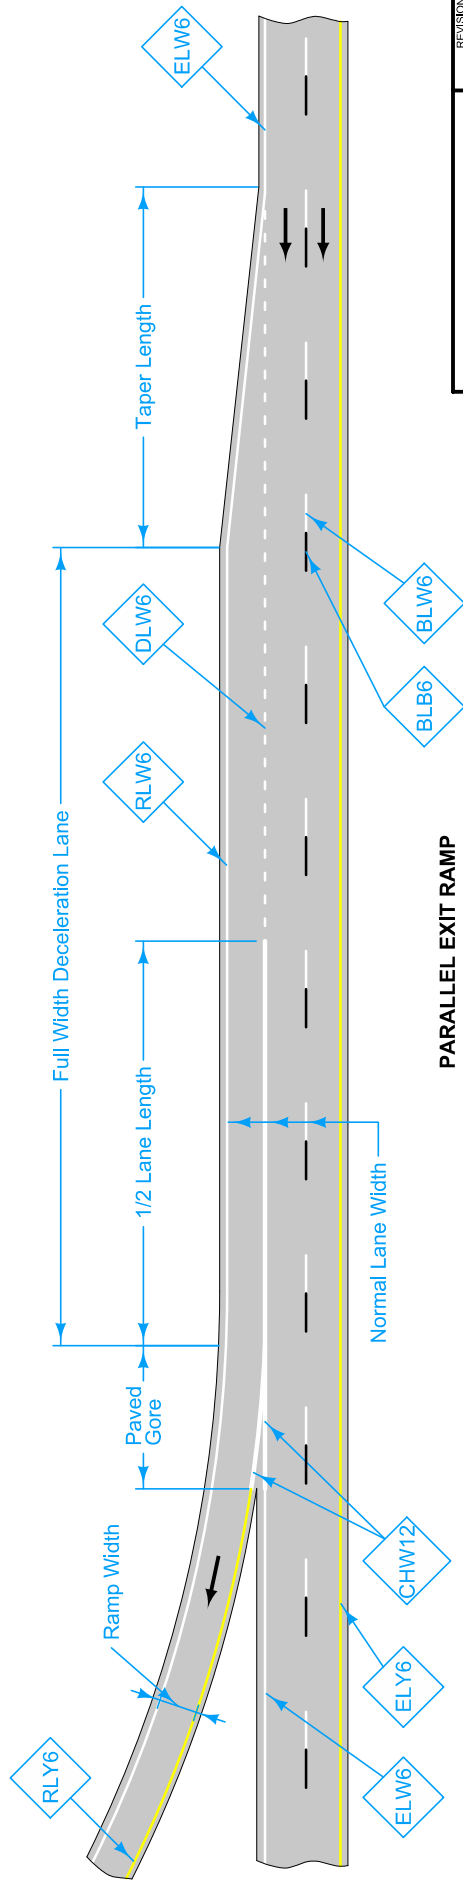 ELW6
Taper Length
DLW6
RLW6
Full Width Deceleration Lane
1/2 Lane Length
Paved
Gore
Ramp Width
RLY6
BLW6
BLB6
Normal Lane Width
CHW12
ELY6
ELW6
PARALLEL EXIT RAMP
REVISION